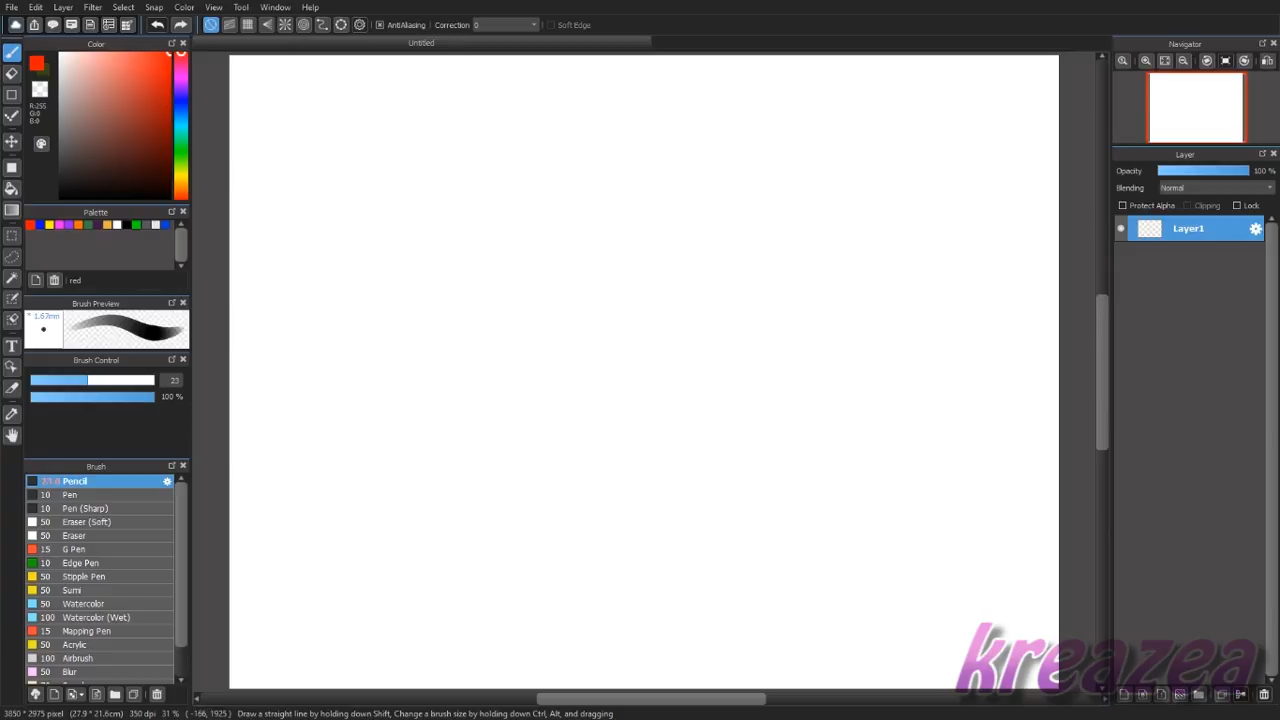 File Edit Layer Filter Select Snap Color View Tool Window Help
AntiAliasing Correction 0 Soft Edge
Color
Untitled
Navigator
R:255
G:0
B:0
Palette
red
Brush Preview
* 1.67mm
Brush Control
23
100 %
Brush
23.0 Pencil
10 Pen
10 Pen (Sharp)
50 Eraser (Soft)
50 Eraser
15 G Pen
10 Edge Pen
50 Stipple Pen
50 Sumi
50 Watercolor
100 Watercolor (Wet)
15 Mapping Pen
50 Acrylic
100 Airbrush
50 Blur
Layer
Opacity 100 %
Blending Normal
Protect Alpha Clipping Lock
Layer1
kreazea
3850 * 2975 pixel (27.9 * 21.6cm) 350 dpi 31 % ( -166, 1925) Draw a straight line by holding down Shift, Change a brush size by holding down Ctrl, Alt, and dragging